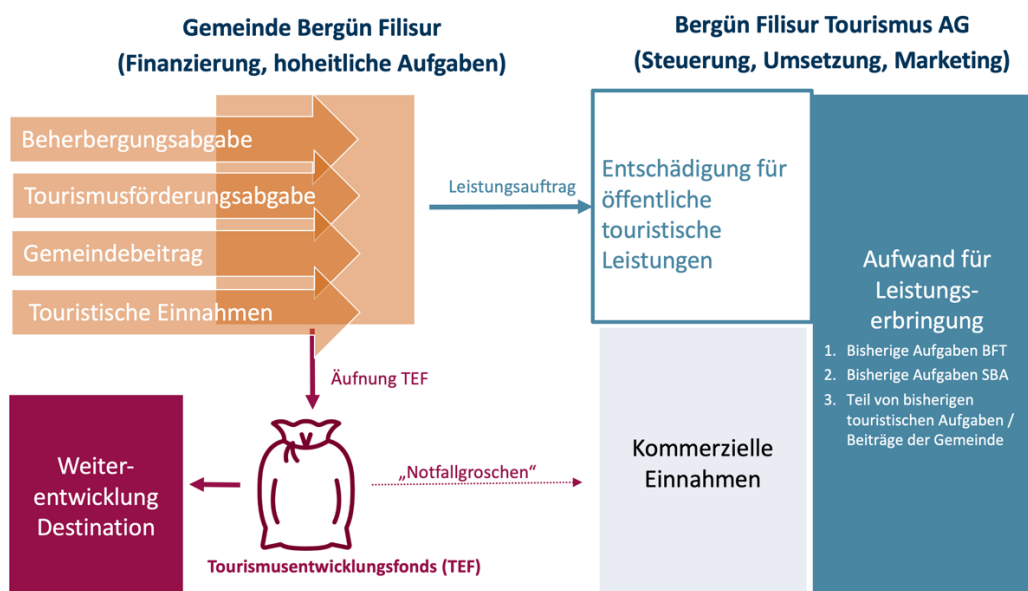 Gemeinde Bergün Filisur
(Finanzierung, hoheitliche Aufgaben)
Bergün Filisur Tourismus AG
(Steuerung, Umsetzung, Marketing)
Beherbergungsabgabe
Tourismusförderungsabgabe
Gemeindebeitrag
Touristische Einnahmen
Leistungsauftrag
Entschädigung für
öffentliche
touristische
Leistungen
Aufwand für
Leistungs-
erbringung
1. Bisherige Aufgaben BFT
2. Bisherige Aufgaben SBA
3. Teil von bisherigen
touristischen Aufgaben /
Beiträge der Gemeinde
Äufnung TEF
Weiter-
entwicklung
Destination
„Notfallgroschen“
Kommerzielle
Einnahmen
Tourismusentwicklungsfonds (TEF)